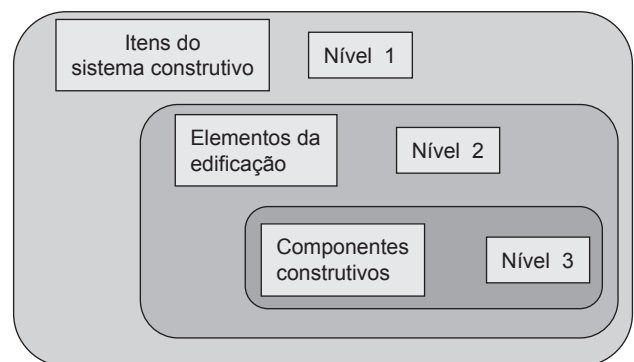 Itens do
sistema construtivo
Nível 1
Elementos da
edificação
Nível 2
Componentes
construtivos
Nível 3